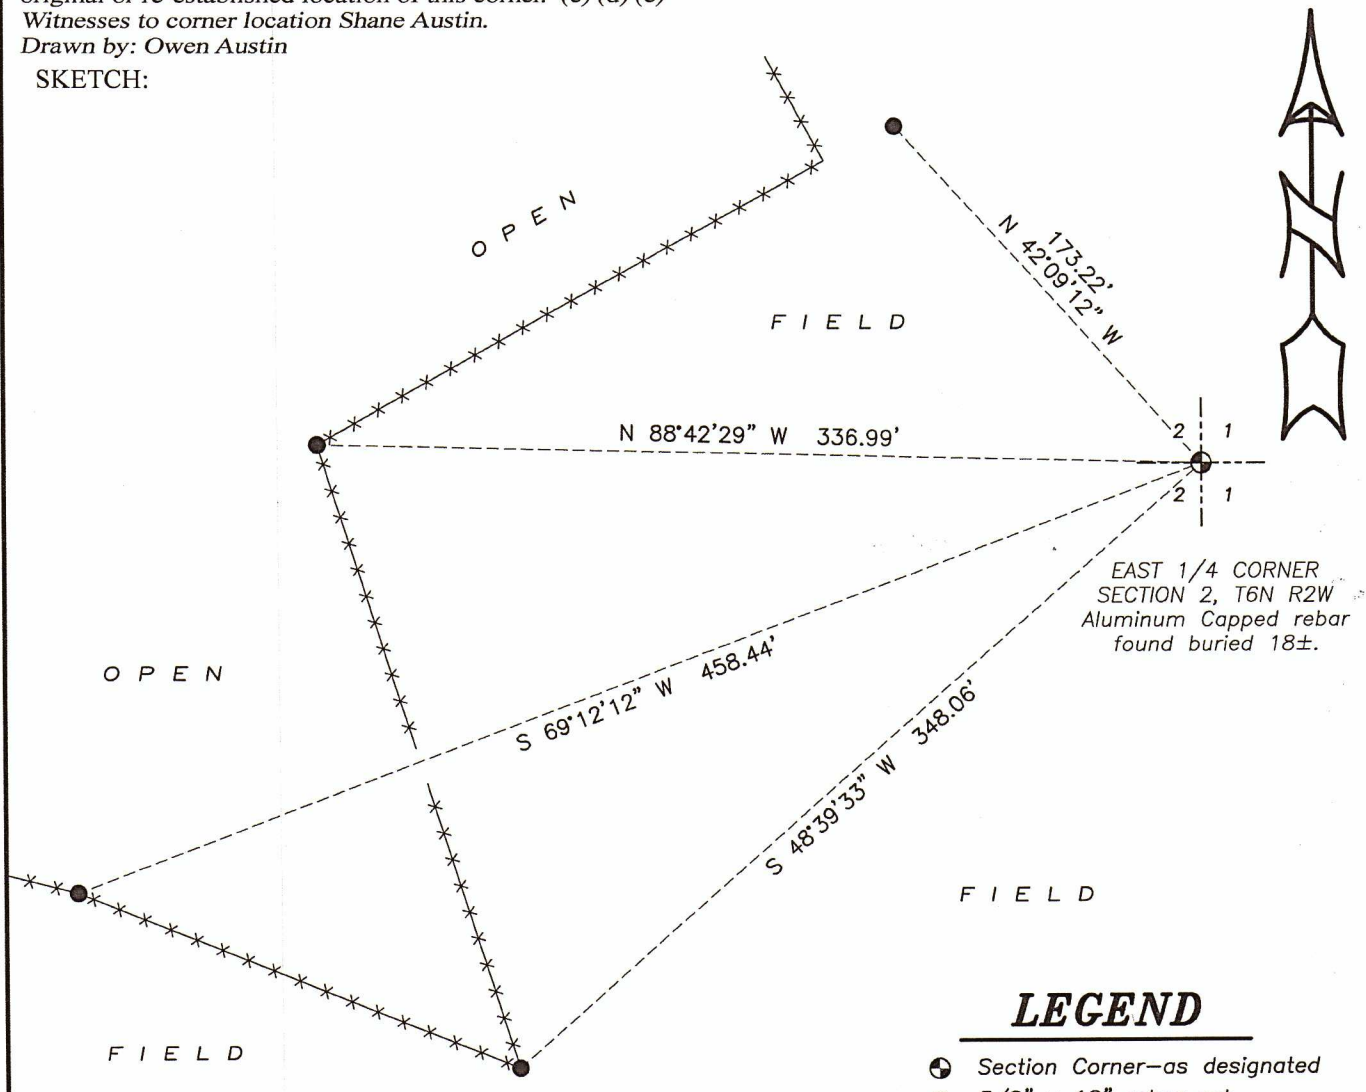 Witnesses to corner location Shane Austin.
Drawn by: Owen Austin
SKETCH:
OPEN
N 42°09'12" W
173.22'
FIELD
N 88°42'29" W 336.99'
2 1
2 1
EAST 1/4 CORNER
SECTION 2, T6N R2W
Aluminum Capped rebar
found buried 18±.
OPEN
S 69°12'12" W 458.44'
S 48°39'33" W 348.06'
FIELD
FIELD
LEGEND
Section Corner-as designated
N